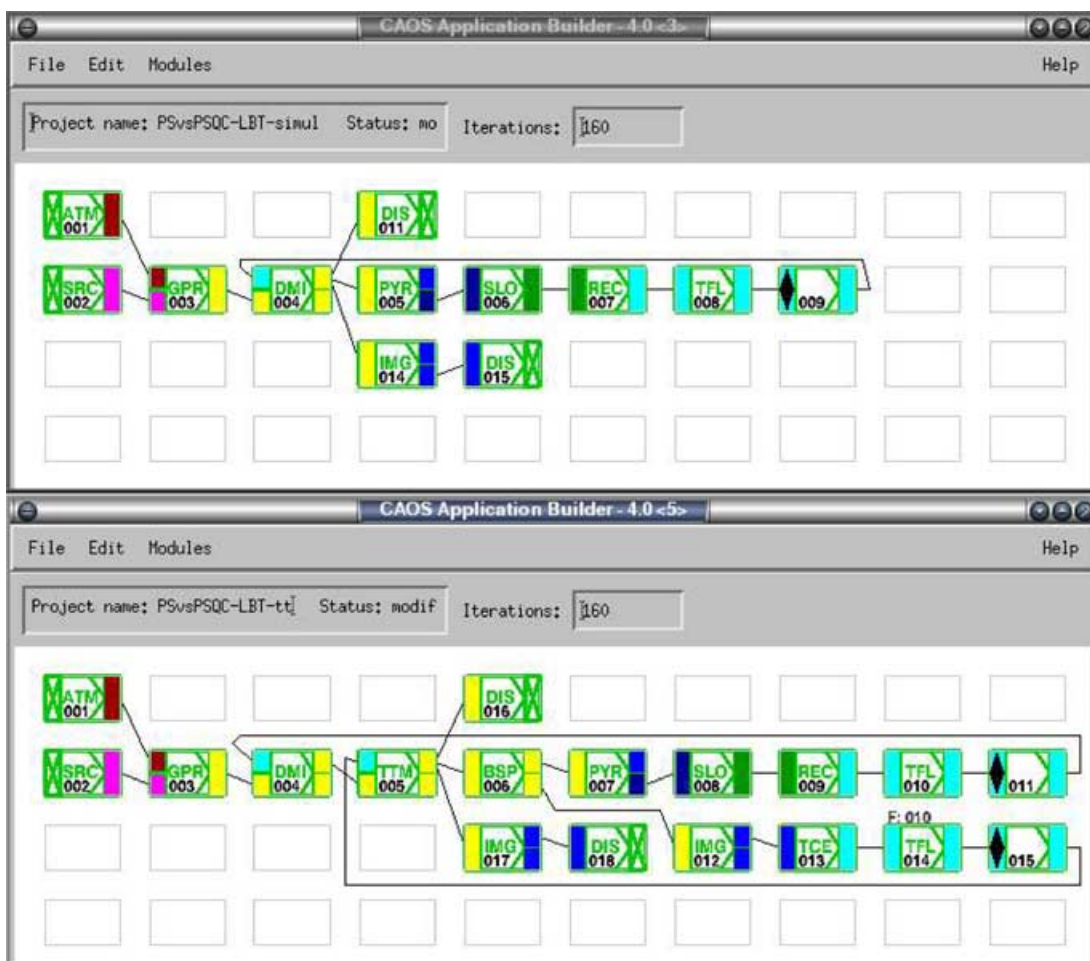 CAOS Application Builder - 4.0 <3>
File Edit Modules Help
Project name: PSvsPSQC-LBT-simul Status: mo Iterations: 160
ATM DIS
001 011
SRC GPR DMI PYR SLO REC TFL
002 003 004 005 006 007 008 009
IMG DIS
014 015
CAOS Application Builder - 4.0 <5>
File Edit Modules Help
Project name: PSvsPSQC-LBT-tt Status: modif Iterations: 160
ATM DIS
001 016
SRC GPR DMI TTM BSP PYR SLO REC TFL
002 003 004 005 006 007 008 009 010 011
F: 010
IMG DIS IMG TCE TFL
017 018 012 013 014 015